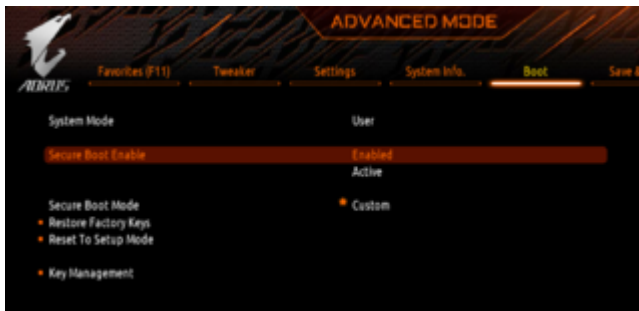 ADVANCED MODE
AORUS
Favorites (F11) Tweaker Settings System Info. Boot Save &
System Mode User
Secure Boot Enable Enabled
Active
Secure Boot Mode Custom
Restore Factory Keys
Reset To Setup Mode
Key Management